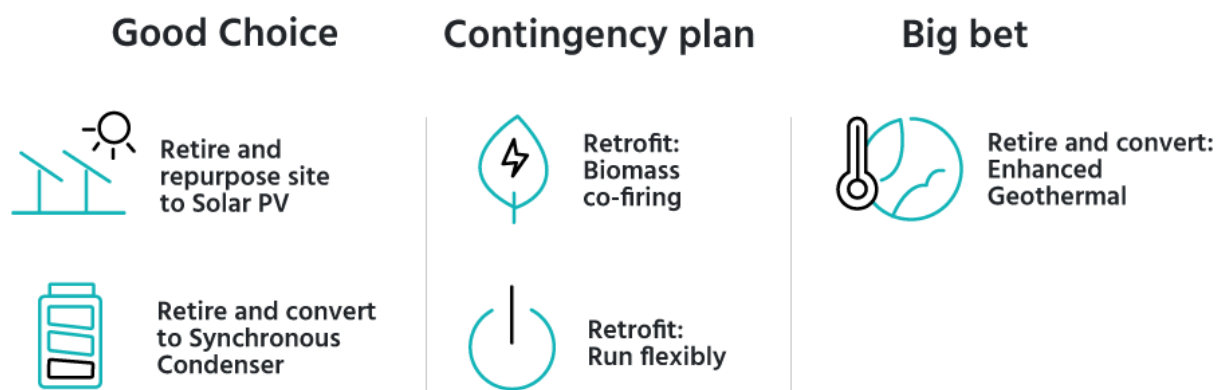 Good Choice
Contingency plan
Big bet
Retire and
repurpose site
to Solar PV
Retire and convert
to Synchronous
Condenser
Retrofit:
Biomass
co-firing
Retrofit:
Run flexibly
Retire and convert:
Enhanced
Geothermal